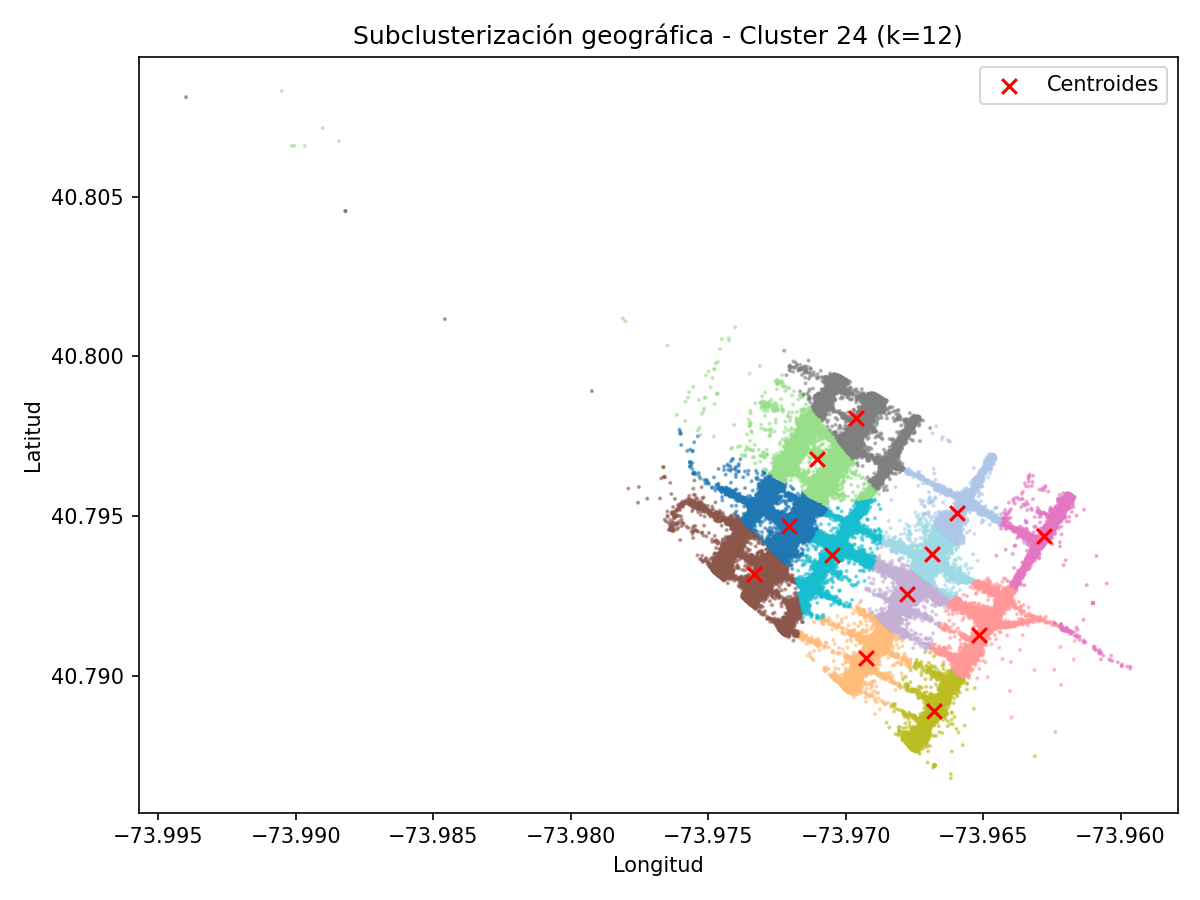 Subclusterización geográfica - Cluster 24 (k=12)
Centroides
40.805
40.800
40.795
40.790
Latitud
−73.995 −73.990 −73.985 −73.980 −73.975 −73.970 −73.965 −73.960
Longitud